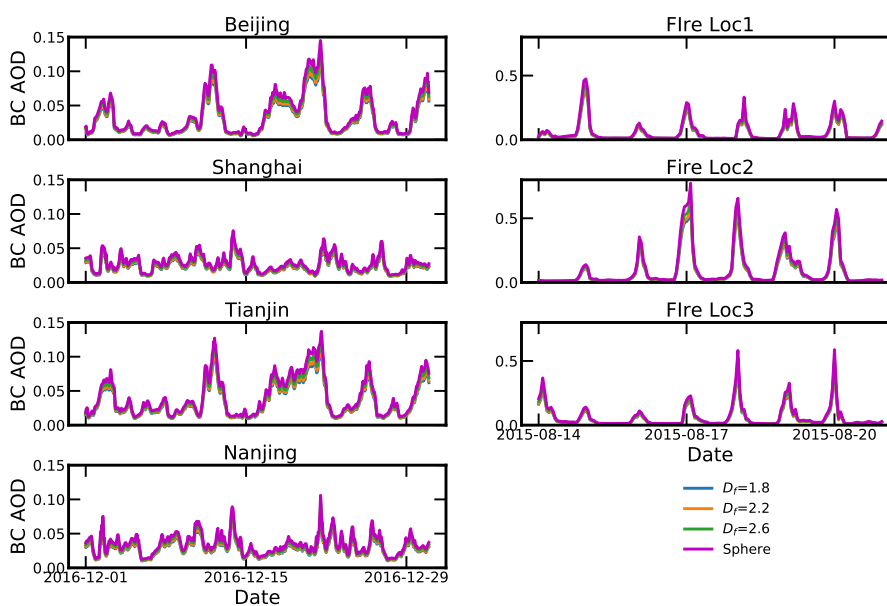 Beijing
BC AOD
0.15
0.10
0.05
0.00
Shanghai
BC AOD
0.15
0.10
0.05
0.00
Tianjin
BC AOD
0.15
0.10
0.05
0.00
Nanjing
BC AOD
0.15
0.10
0.05
0.00
2016-12-01
2016-12-15
2016-12-29
Date
FIre Loc1
0.5
0.0
Fire Loc2
0.5
0.0
FIre Loc3
0.5
0.0
2015-08-14
2015-08-17
2015-08-20
Date
D_f=1.8
D_f=2.2
D_f=2.6
Sphere